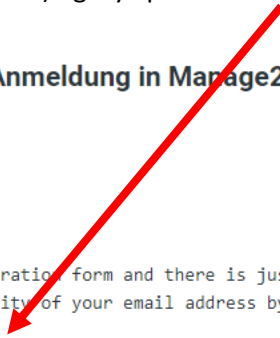 Anmeldung in Manage2
ration form and there is jus
ity of your email address by